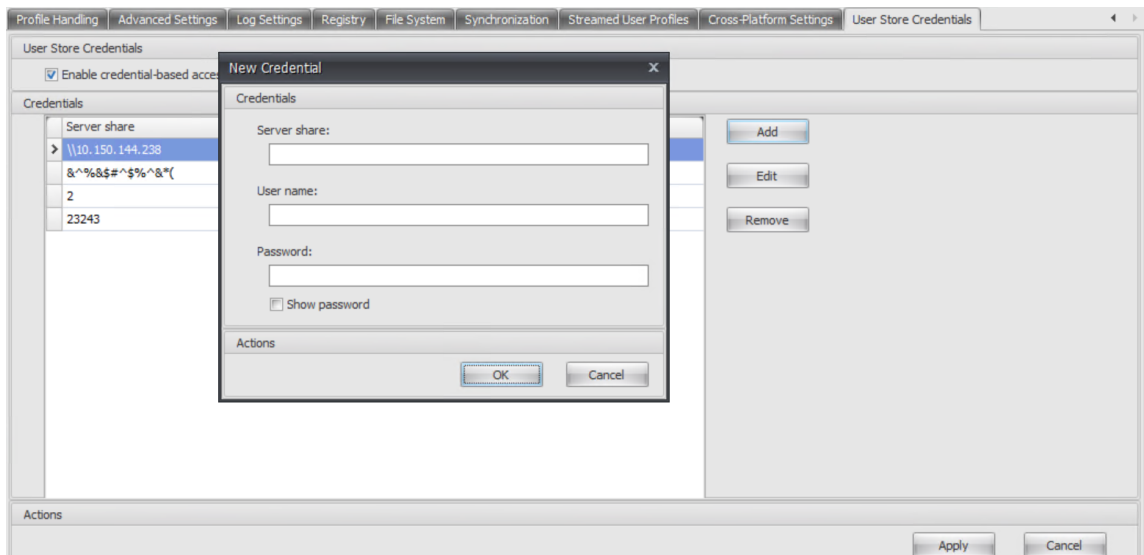 Profile Handling Advanced Settings Log Settings Registry File System Synchronization Streamed User Profiles Cross-Platform Settings User Store Credentials
User Store Credentials
Enable credential-based
New Credential x
Credentials
Credentials
Server share
Server share:
Add
\\10.150.144.238
&^%&$#^$%^&*(
Edit
2
User name:
23243
Remove
Password:
Show password
Actions
OK Cancel
Actions
Apply Cancel